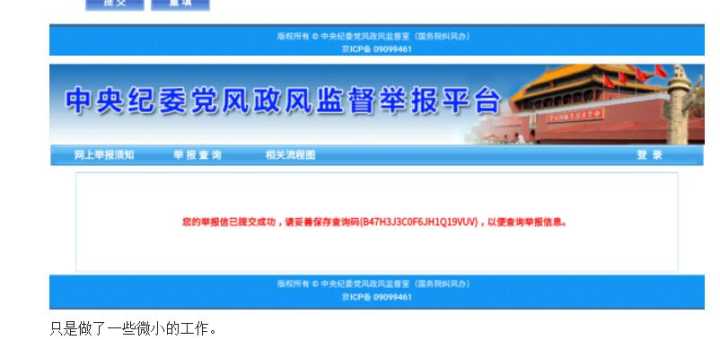 提 交 重 填
版权所有 © 中央纪委党风政风监督室（国务院纠风办）
京ICP备 09099461
中央纪委党风政风监督举报平台
网上举报须知 举 报 查 询 相关流程图 登 录
您的举报信已提交成功，请妥善保存查询码(B47H3J3C0F6JH1Q19VUV)，以便查询举报信息。
版权所有 © 中央纪委党风政风监督室（国务院纠风办）
京ICP备 09099461
只是做了一些微小的工作。